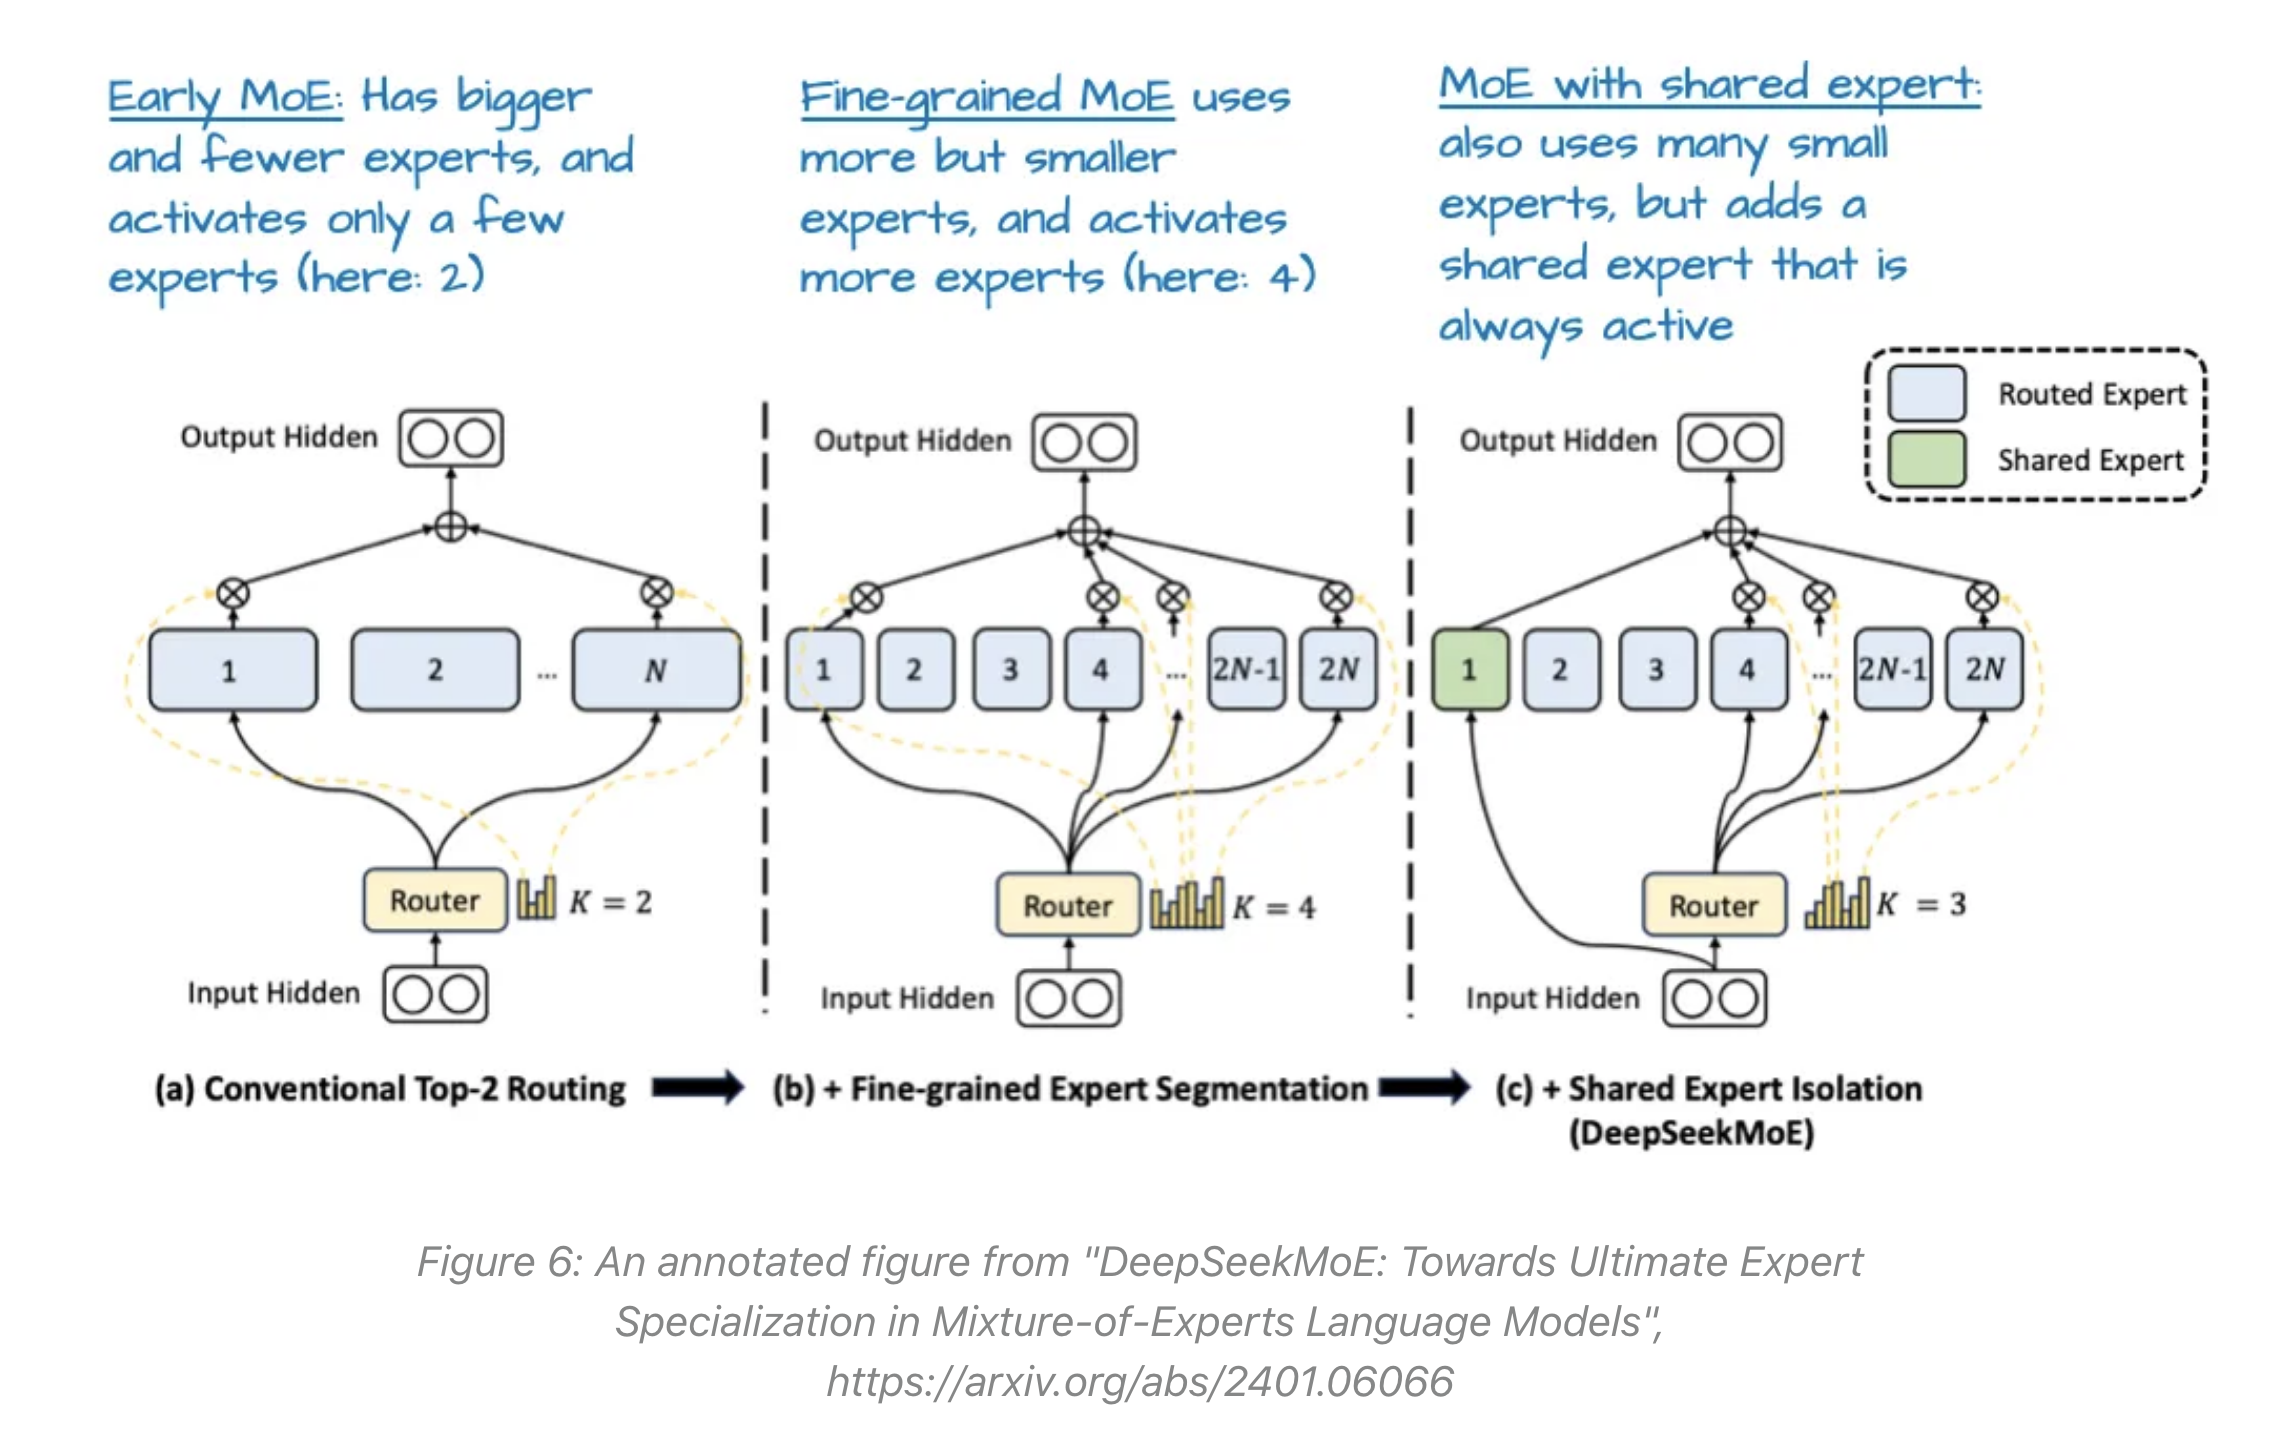 Early MoE: Has bigger
and fewer experts, and
activates only a few
experts (here: 2)
Fine-grained MoE uses
more but smaller
experts, and activates
more experts (here: 4)
MoE with shared expert:
also uses many small
experts, but adds a
shared expert that is
always active
Routed Expert
Shared Expert
Output Hidden
1
2
...
N
Router
K = 2
Input Hidden
(a) Conventional Top-2 Routing
Output Hidden
1
2
3
4
...
2N-1
2N
Router
K = 4
Input Hidden
(b) + Fine-grained Expert Segmentation
Output Hidden
1
2
3
4
...
2N-1
2N
Router
K = 3
Input Hidden
(c) + Shared Expert Isolation
(DeepSeekMoE)
Figure 6: An annotated figure from "DeepSeekMoE: Towards Ultimate Expert
Specialization in Mixture-of-Experts Language Models",
https://arxiv.org/abs/2401.06066